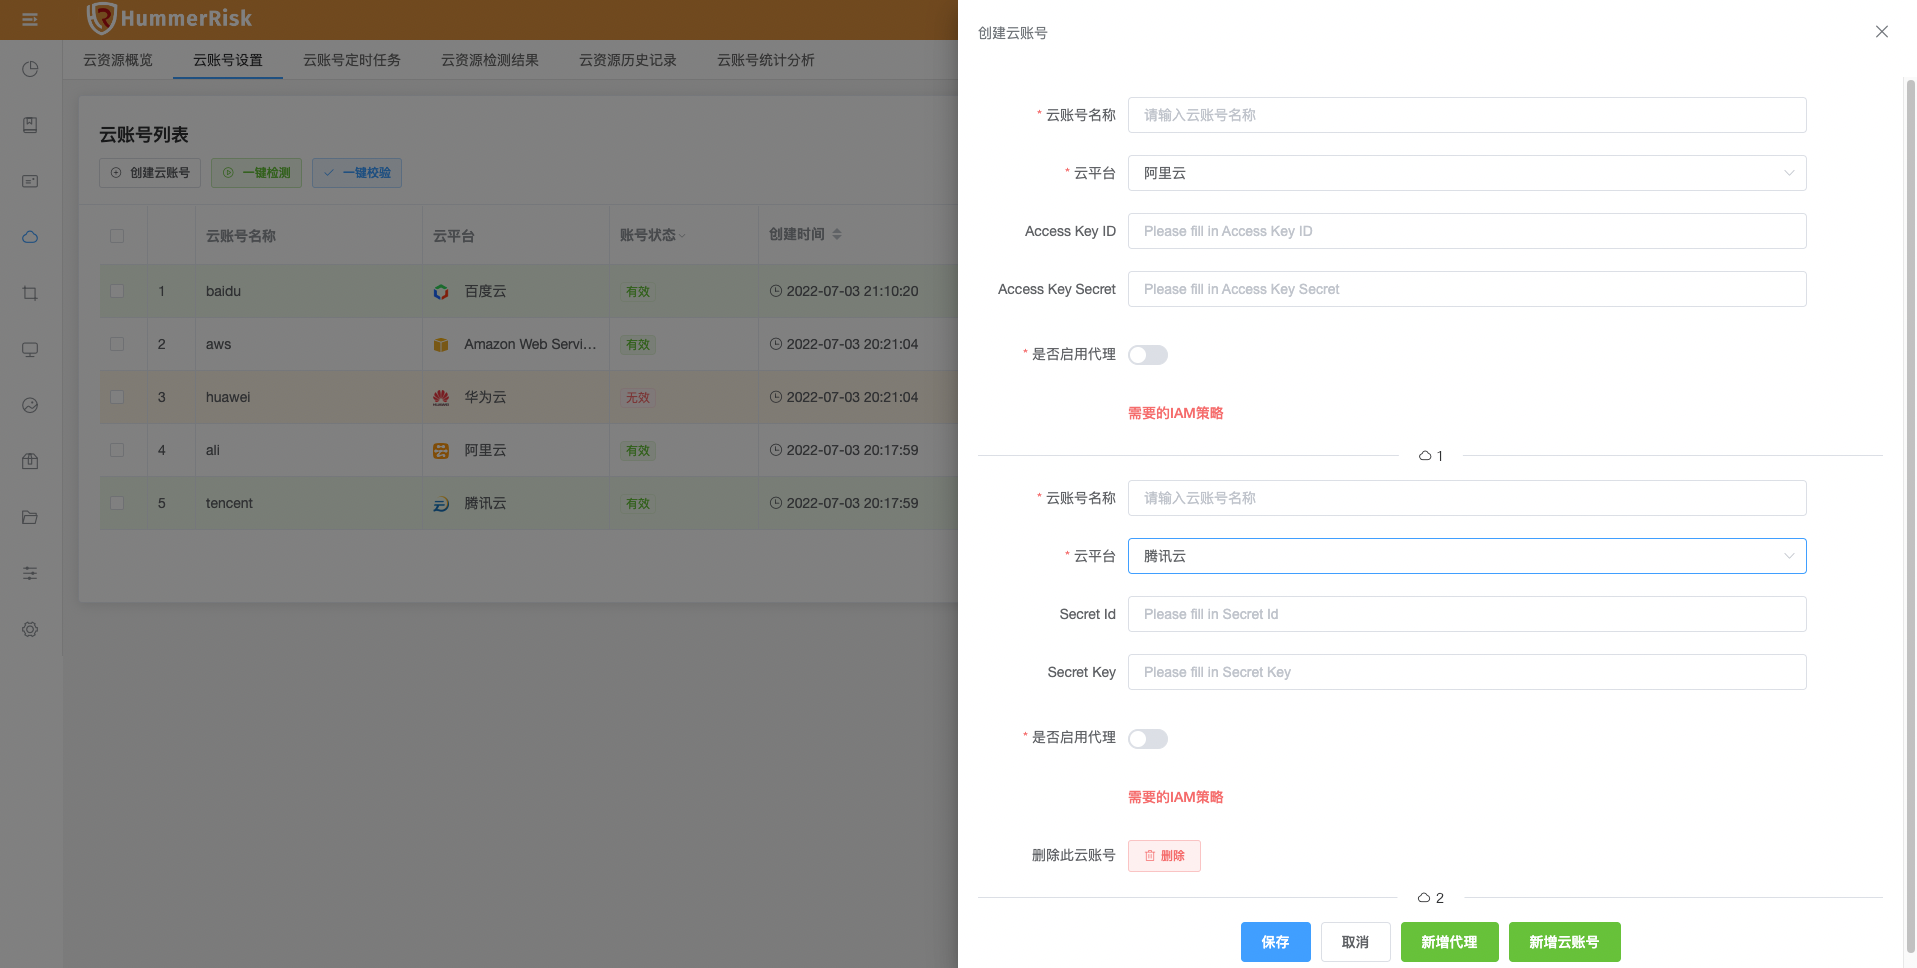 HummerRisk
云资源概览 云账号设置 云账号定时任务 云资源检测结果 云资源历史记录 云账号统计分析
云账号列表
创建云账号 一键检测 一键校验
云账号名称 云平台 账号状态 创建时间
1 baidu 百度云 有效 2022-07-03 21:10:20
2 aws Amazon Web Servi... 有效 2022-07-03 20:21:04
3 huawei 华为云 无效 2022-07-03 20:21:04
4 ali 阿里云 有效 2022-07-03 20:17:59
5 tencent 腾讯云 有效 2022-07-03 20:17:59
创建云账号
* 云账号名称 请输入云账号名称
* 云平台 阿里云
Access Key ID Please fill in Access Key ID
Access Key Secret Please fill in Access Key Secret
* 是否启用代理
需要的IAM策略
1
* 云账号名称 请输入云账号名称
* 云平台 腾讯云
Secret Id Please fill in Secret Id
Secret Key Please fill in Secret Key
* 是否启用代理
需要的IAM策略
删除此云账号 删除
2
保存 取消 新增代理 新增云账号